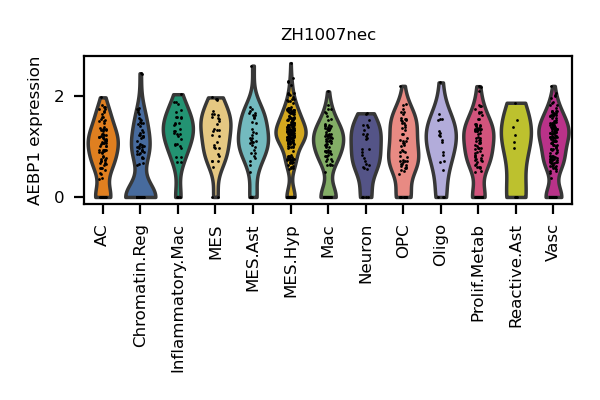 ZH1007nec
AEBP1 expression
2
0
AC
Chromatin.Reg
Inflammatory.Mac
MES
MES.Ast
MES.Hyp
Mac
Neuron
OPC
Oligo
Prolif.Metab
Reactive.Ast
Vasc